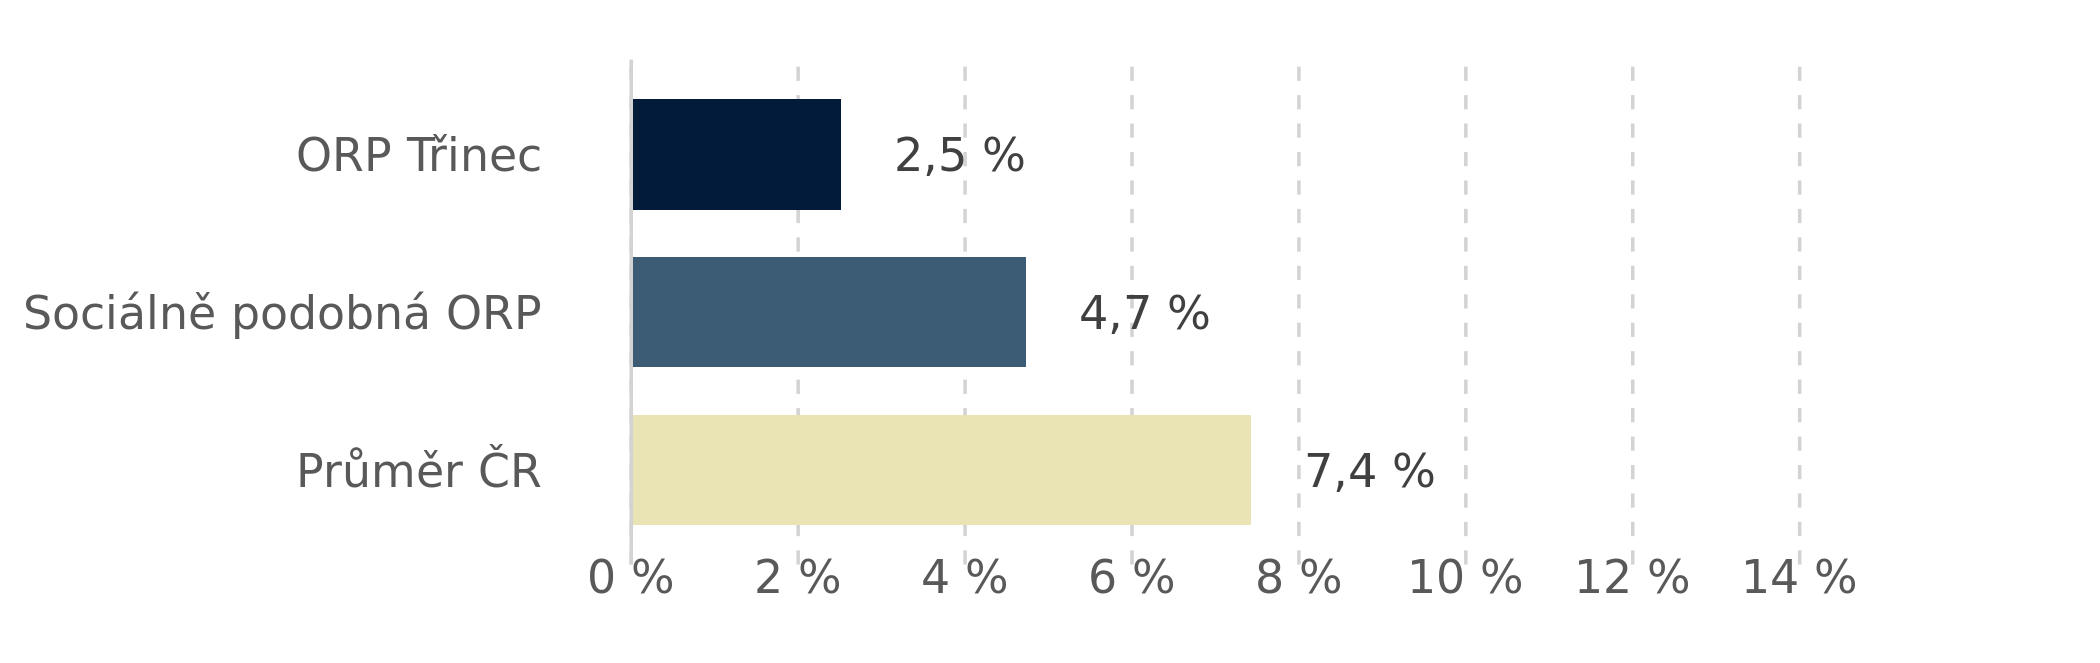 ORP Třinec
2,5 %
Sociálně podobná ORP
4,7 %
Průměr ČR
7,4 %
0 % 2 % 4 % 6 % 8 % 10 % 12 % 14 %